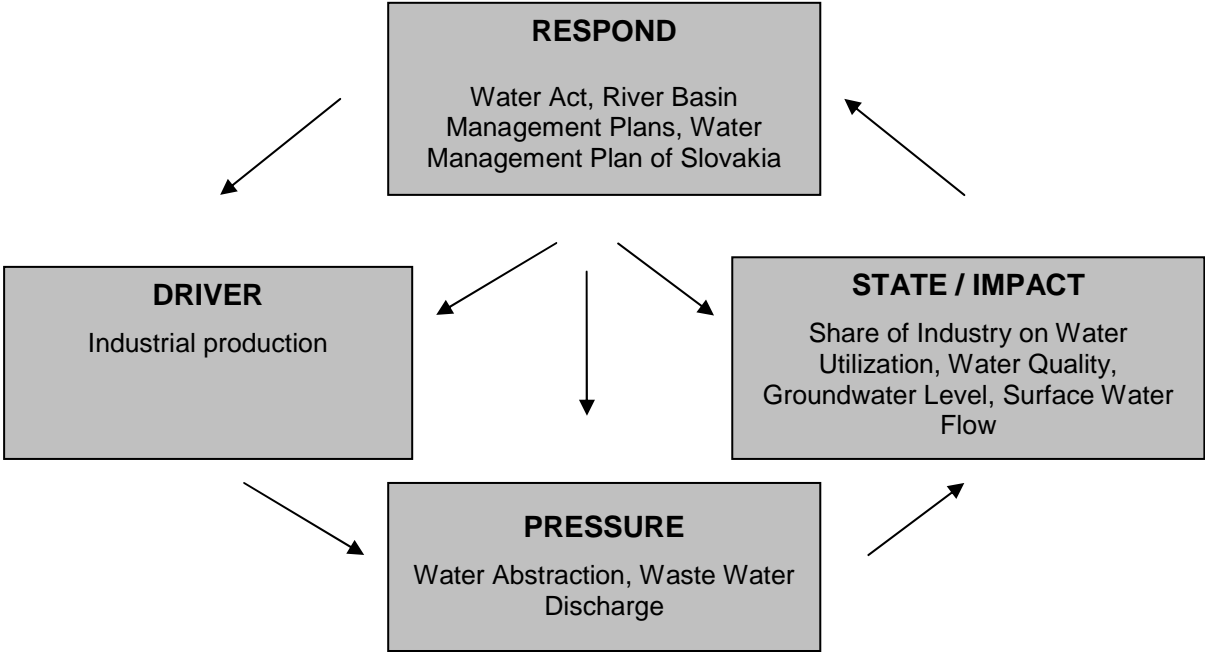 RESPOND
Water Act, River Basin
Management Plans, Water
Management Plan of Slovakia
DRIVER
Industrial production
STATE / IMPACT
Share of Industry on Water
Utilization, Water Quality,
Groundwater Level, Surface Water
Flow
PRESSURE
Water Abstraction, Waste Water
Discharge